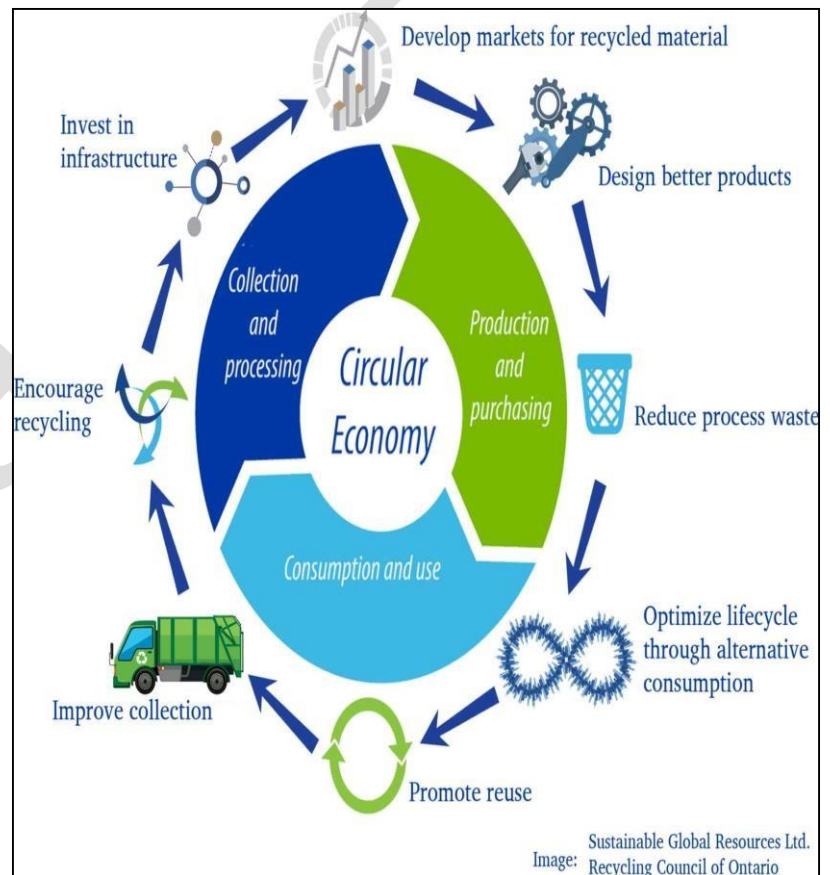 Develop markets for recycled material
Invest in
infrastructure
Design better products
Collection
and
processing
Production
and
purchasing
Circular
Economy
Encourage
recycling
Reduce process waste
Consumption and use
Optimize lifecycle
through alternative
consumption
Improve collection
Promote reuse
Image:
Sustainable Global Resources Ltd.
Recycling Council of Ontario